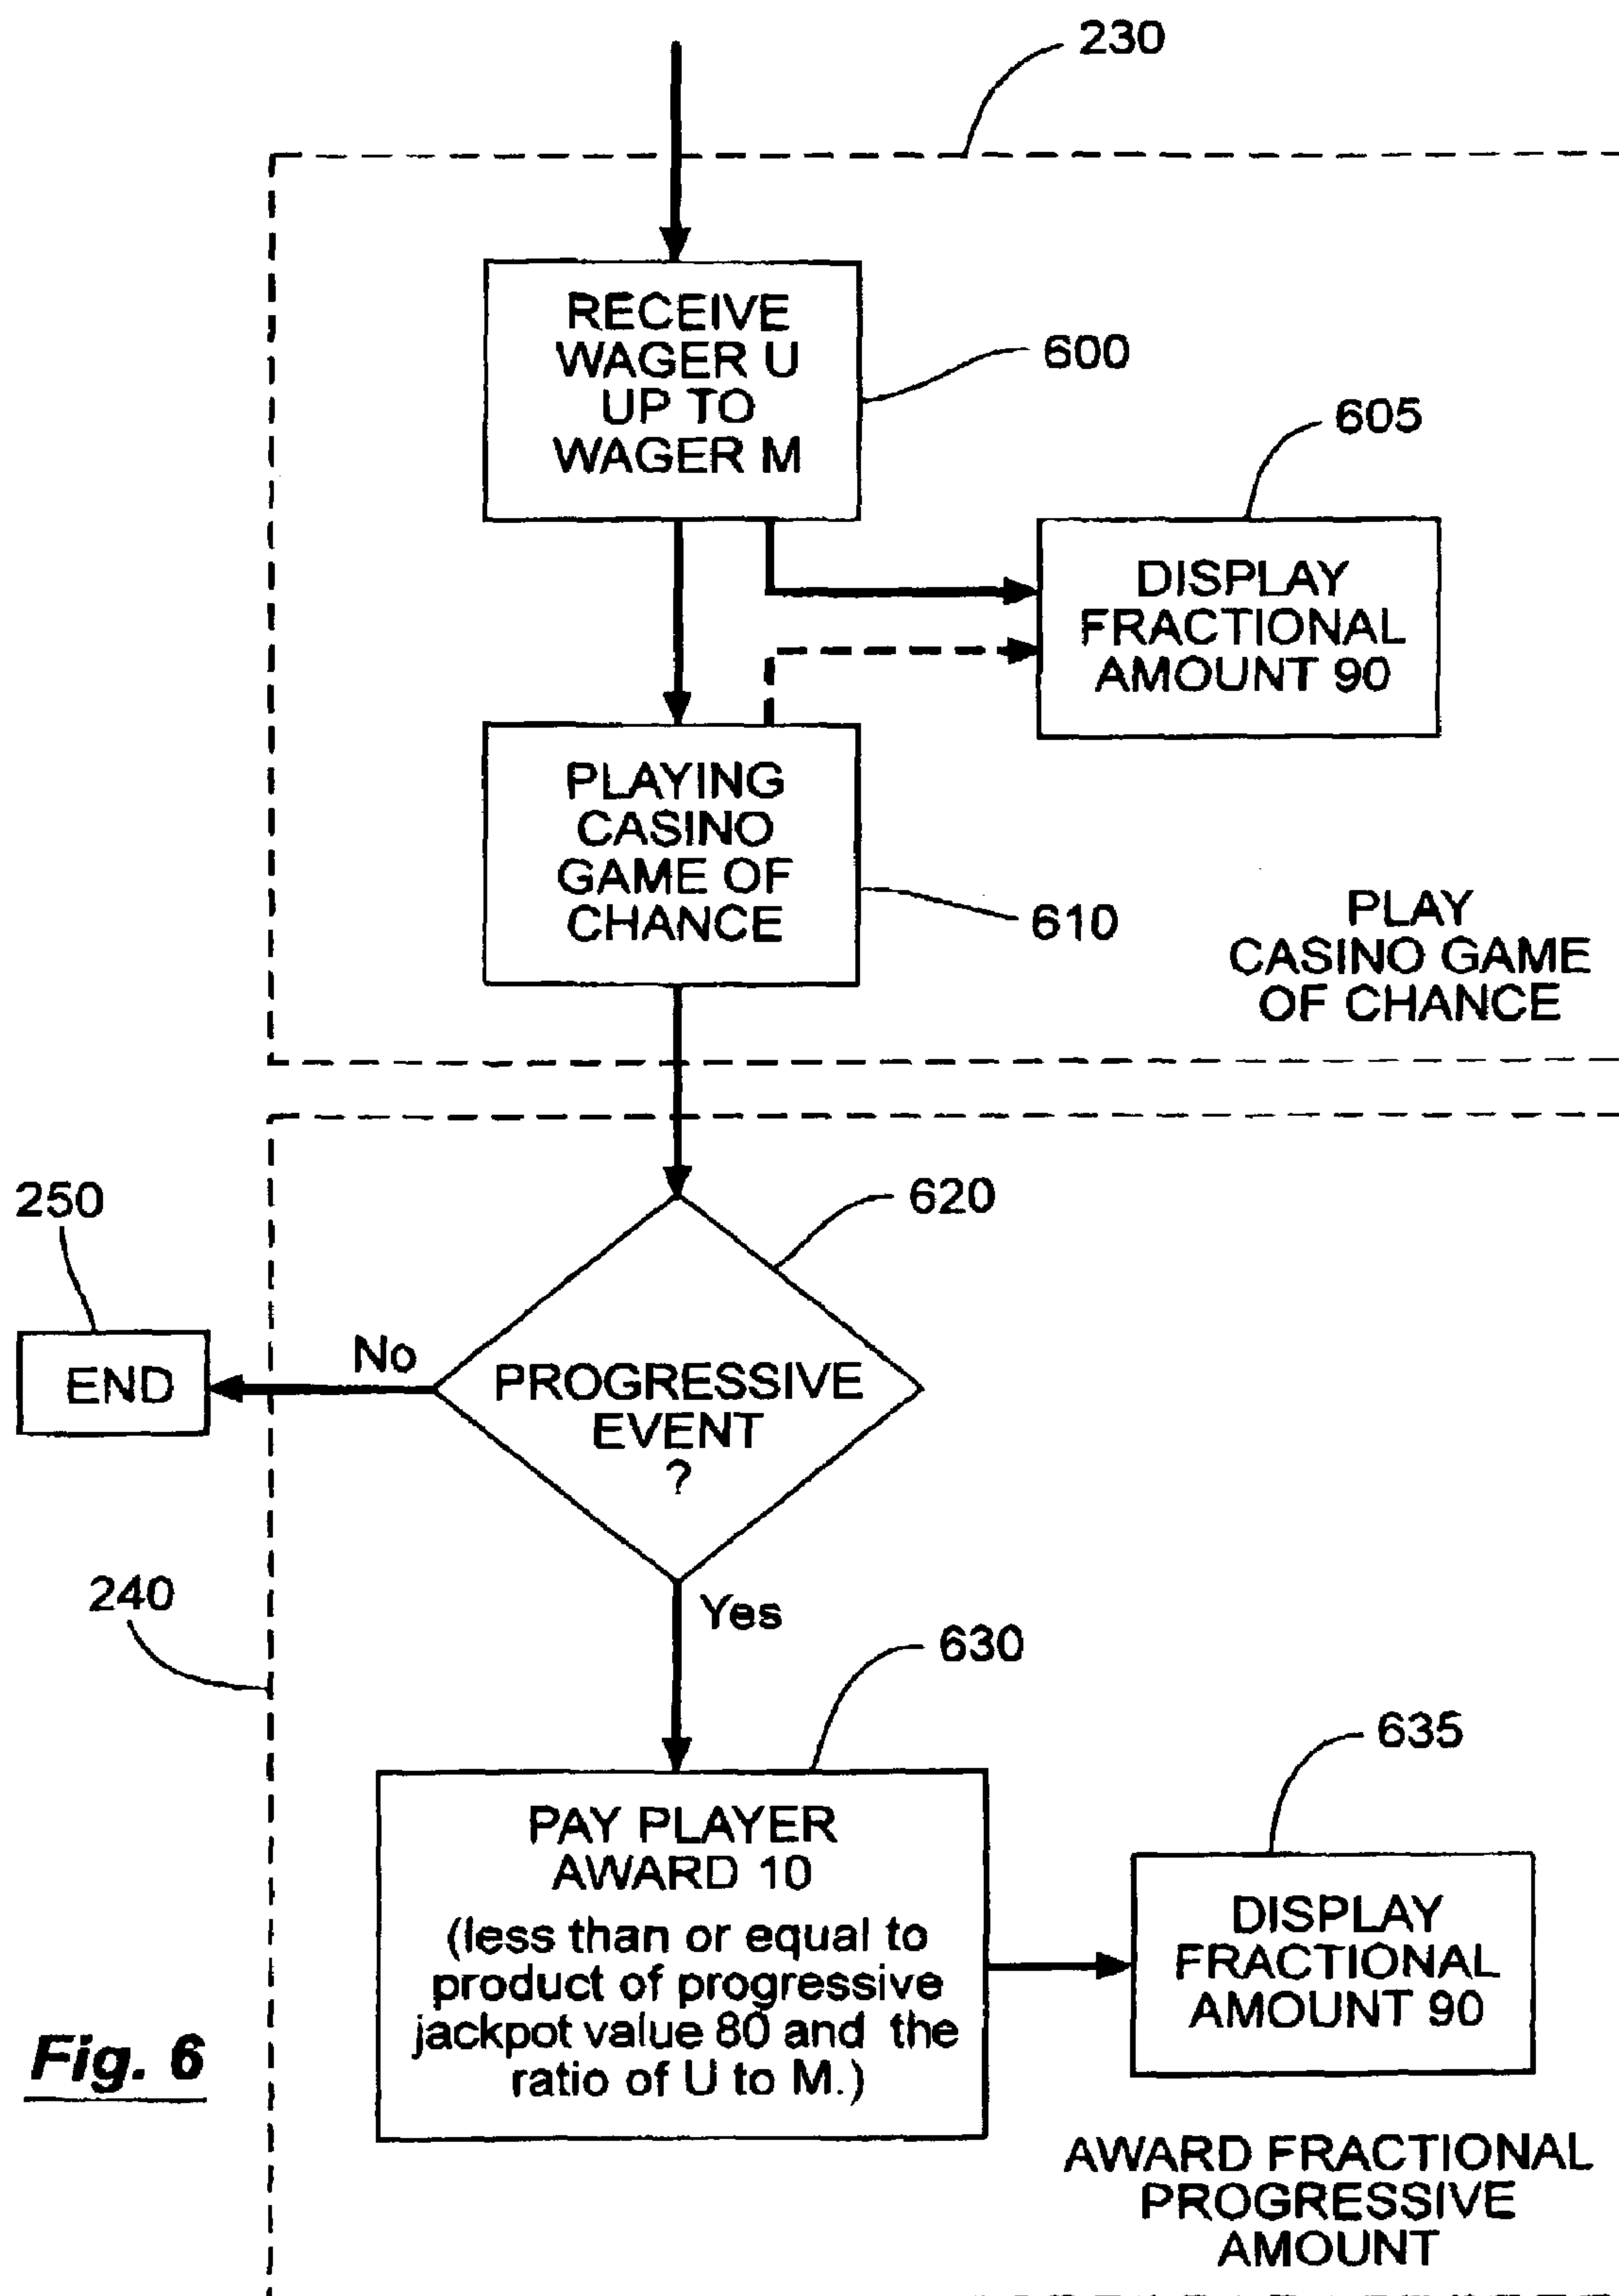 230
RECEIVE
WAGER U
UP TO
WAGER M
600
605
DISPLAY
FRACTIONAL
AMOUNT 90
PLAYING
CASINO
GAME OF
CHANCE
610
PLAY
CASINO GAME
OF CHANCE
250
620
END
No
PROGRESSIVE
EVENT
?
240
Yes
630
635
PAY PLAYER
AWARD 10
(less than or equal to
product of progressive
jackpot value 80 and the
ratio of U to M.)
DISPLAY
FRACTIONAL
AMOUNT 90
Fig. 6
AWARD FRACTIONAL
PROGRESSIVE
AMOUNT